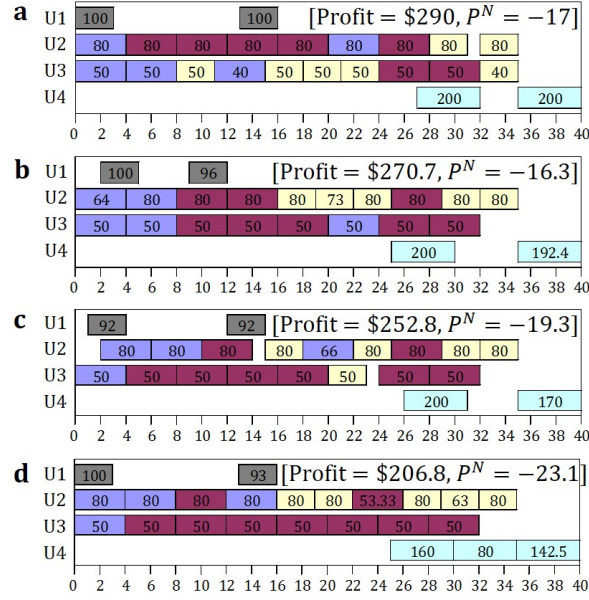 a
U1 100 100 [Profit = $290, P^N = −17]
U2 80 80 80 80 80 80 80 80 80
U3 50 50 50 40 50 50 50 50 50 40
U4 200 200
0 2 4 6 8 10 12 14 16 18 20 22 24 26 28 30 32 34 36 38 40
b
U1 100 96 [Profit = $270.7, P^N = −16.3]
U2 64 80 80 80 80 73 80 80 80 80
U3 50 50 50 50 50 50 50 50
U4 200 192.4
0 2 4 6 8 10 12 14 16 18 20 22 24 26 28 30 32 34 36 38 40
c
U1 92 92 [Profit = $252.8, P^N = −19.3]
U2 80 80 80 80 66 80 80 80 80
U3 50 50 50 50 50 50 50 50
U4 200 170
0 2 4 6 8 10 12 14 16 18 20 22 24 26 28 30 32 34 36 38 40
d
U1 100 93 [Profit = $206.8, P^N = −23.1]
U2 80 80 80 80 80 80 53.33 80 63 80
U3 50 50 50 50 50 50 50 50
U4 160 80 142.5
0 2 4 6 8 10 12 14 16 18 20 22 24 26 28 30 32 34 36 38 40